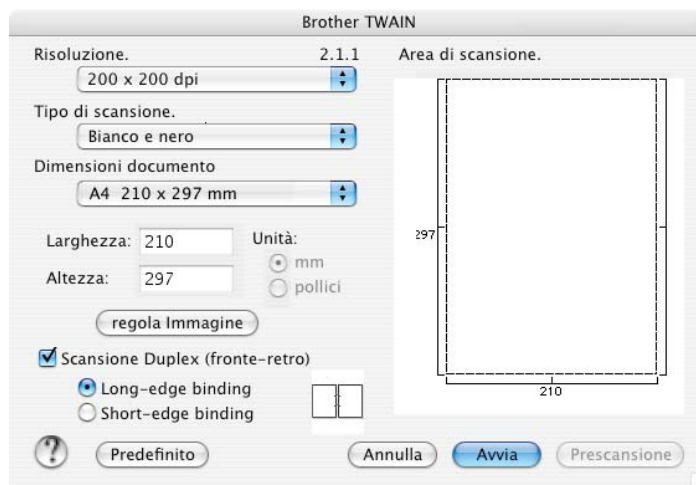 Brother TWAIN
Risoluzione. 2.1.1
200 x 200 dpi
Tipo di scansione.
Bianco e nero
Dimensioni documento
A4 210 x 297 mm
Larghezza: 210
Altezza: 297
Unità:
mm
pollici
regola Immagine
Scansione Duplex (fronte-retro)
Long-edge binding
Short-edge binding
Area di scansione.
297
210
?
Predefinito
Annulla
Avvia
Prescansione